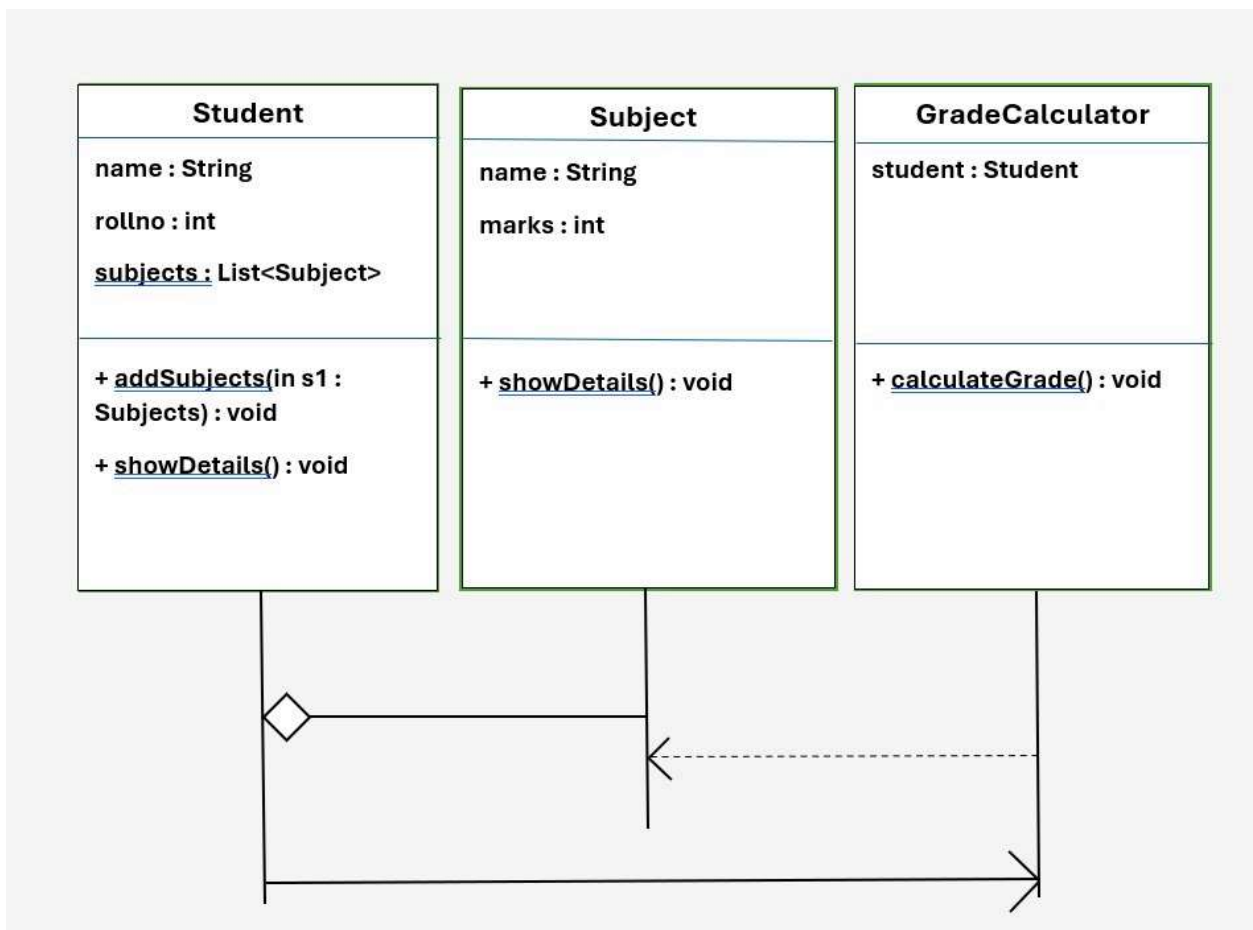 Student
name : String
rollno : int
subjects : List<Subject>
+ addSubjects(in s1 :
Subjects) : void
+ showDetails() : void
Subject
name : String
marks : int
+ showDetails() : void
GradeCalculator
student : Student
+ calculateGrade() : void